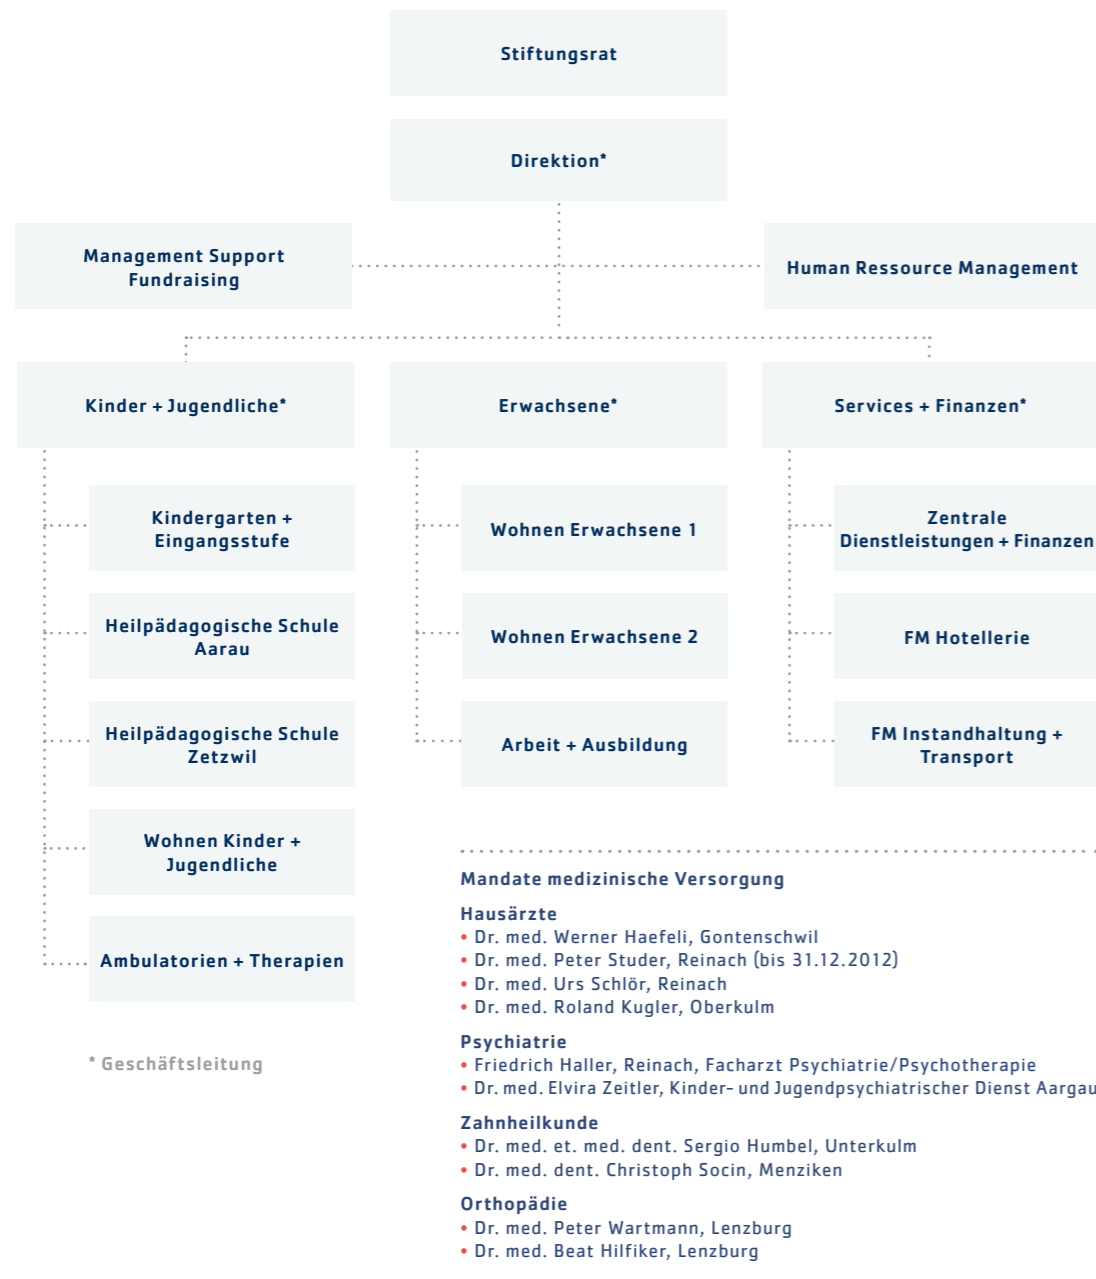 Stiftungsrat
Direktion*
Management Support
Fundraising
Human Ressource Management
Kinder + Jugendliche*
Erwachsene*
Services + Finanzen*
Kindergarten +
Eingangsstufe
Heilpädagogische Schule
Aarau
Heilpädagogische Schule
Zetzwil
Wohnen Kinder +
Jugendliche
Ambulatorien + Therapien
Wohnen Erwachsene 1
Wohnen Erwachsene 2
Arbeit + Ausbildung
Zentrale
Dienstleistungen + Finanzen
FM Hotellerie
FM Instandhaltung +
Transport
* Geschäftsleitung
Mandate medizinische Versorgung
Hausärzte
• Dr. med. Werner Haefeli, Gontenschwil
• Dr. med. Peter Studer, Reinach (bis 31.12.2012)
• Dr. med. Urs Schlör, Reinach
• Dr. med. Roland Kugler, Oberkulm
Psychiatrie
• Friedrich Haller, Reinach, Facharzt Psychiatrie/Psychotherapie
• Dr. med. Elvira Zeitler, Kinder- und Jugendpsychiatrischer Dienst Aargau
Zahnheilkunde
• Dr. med. et. med. dent. Sergio Humbel, Unterkulm
• Dr. med. dent. Christoph Socin, Menziken
Orthopädie
• Dr. med. Peter Wartmann, Lenzburg
• Dr. med. Beat Hilfiker, Lenzburg